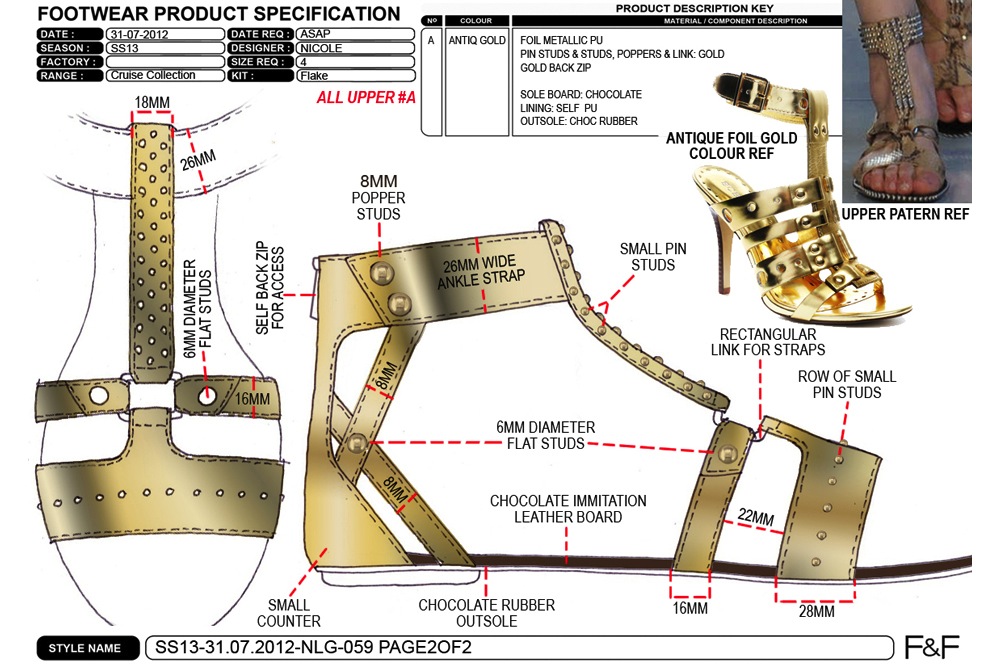 FOOTWEAR PRODUCT SPECIFICATION
DATE : 31-07-2012 DATE REQ : ASAP
SEASON : SS13 DESIGNER : NICOLE
FACTORY : SIZE REQ : 4
RANGE : Cruise Collection KIT : Flake
ALL UPPER #A
PRODUCT DESCRIPTION KEY
Nº COLOUR MATERIAL / COMPONENT DESCRIPTION
A ANTIQ GOLD FOIL METALLIC PU
PIN STUDS & STUDS, POPPERS & LINK: GOLD
GOLD BACK ZIP
SOLE BOARD: CHOCOLATE
LINING: SELF PU
OUTSOLE: CHOC RUBBER
ANTIQUE FOIL GOLD
COLOUR REF
UPPER PATERN REF
18MM
26MM
6MM DIAMETER
FLAT STUDS
16MM
SELF BACK ZIP
FOR ACCESS
8MM
POPPER
STUDS
26MM WIDE
ANKLE STRAP
SMALL PIN
STUDS
RECTANGULAR
LINK FOR STRAPS
ROW OF SMALL
PIN STUDS
8MM
6MM DIAMETER
FLAT STUDS
8MM
CHOCOLATE IMMITATION
LEATHER BOARD
22MM
SMALL
COUNTER
CHOCOLATE RUBBER
OUTSOLE
16MM
28MM
STYLE NAME SS13-31.07.2012-NLG-059 PAGE2OF2
F&F